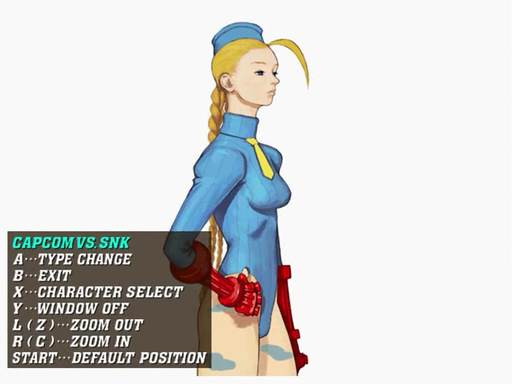 CAPCOM VS. SNK
A···TYPE CHANGE
B···EXIT
X···CHARACTER SELECT
Y···WINDOW OFF
L ( Z )···ZOOM OUT
R ( C )···ZOOM IN
START···DEFAULT POSITION